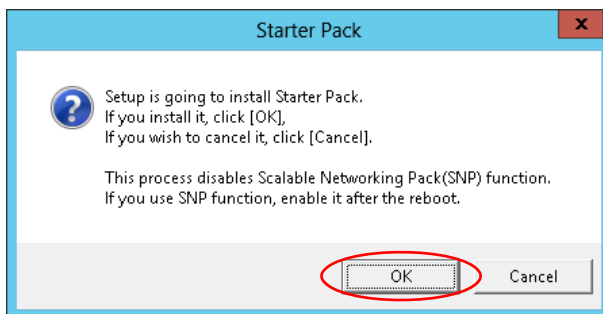 Starter Pack
x
Setup is going to install Starter Pack.
If you install it, click [OK],
If you wish to cancel it, click [Cancel].
This process disables Scalable Networking Pack(SNP) function.
If you use SNP function, enable it after the reboot.
OK Cancel